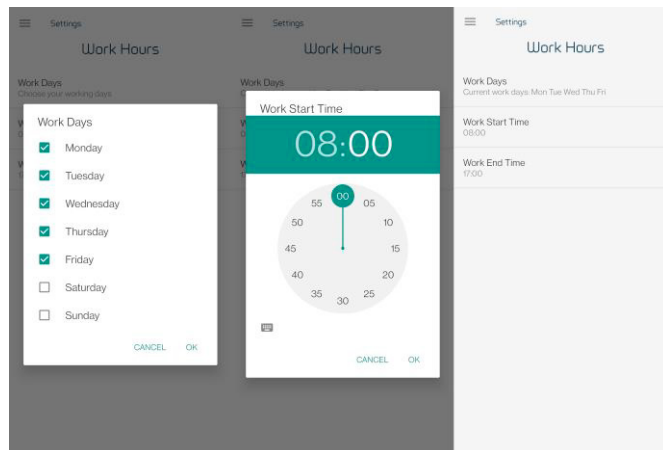 Settings
Work Hours
Work Days
Choose your working days
Work Days
Monday
Tuesday
Wednesday
Thursday
Friday
Saturday
Sunday
CANCEL OK
Settings
Work Hours
Work Days
Work Start Time
08:00
00
05
10
15
20
25
30
35
40
45
50
55
CANCEL OK
Settings
Work Hours
Work Days
Current work days: Mon Tue Wed Thu Fri
Work Start Time
08:00
Work End Time
17:00